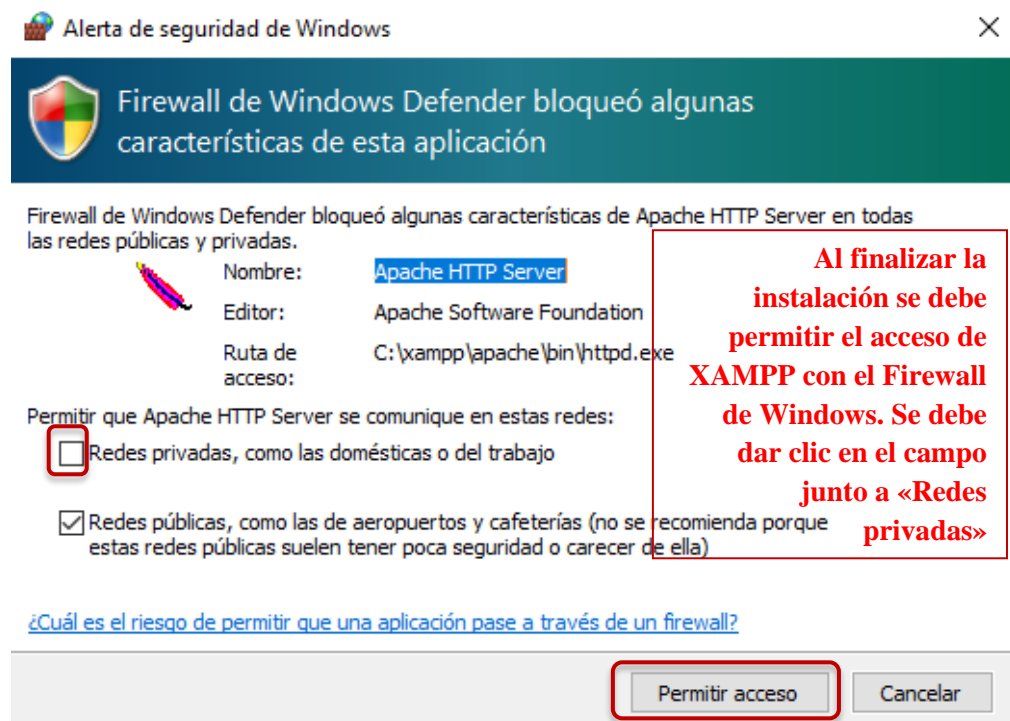 Alerta de seguridad de Windows
Firewall de Windows Defender bloqueó algunas
características de esta aplicación
Firewall de Windows Defender bloqueó algunas características de Apache HTTP Server en todas
las redes públicas y privadas.
Nombre: Apache HTTP Server
Editor: Apache Software Foundation
Ruta de acceso: C:\xampp\apache\bin\httpd.exe
Al finalizar la
instalación se debe
permitir el acceso de
XAMPP con el Firewall
de Windows. Se debe
dar clic en el campo
junto a «Redes
privadas»
Permitir que Apache HTTP Server se comunique en estas redes:
Redes privadas, como las domésticas o del trabajo
Redes públicas, como las de aeropuertos y cafeterías (no se recomienda porque
estas redes públicas suelen tener poca seguridad o carecer de ella)
¿Cuál es el riesgo de permitir que una aplicación pase a través de un firewall?
Permitir acceso
Cancelar